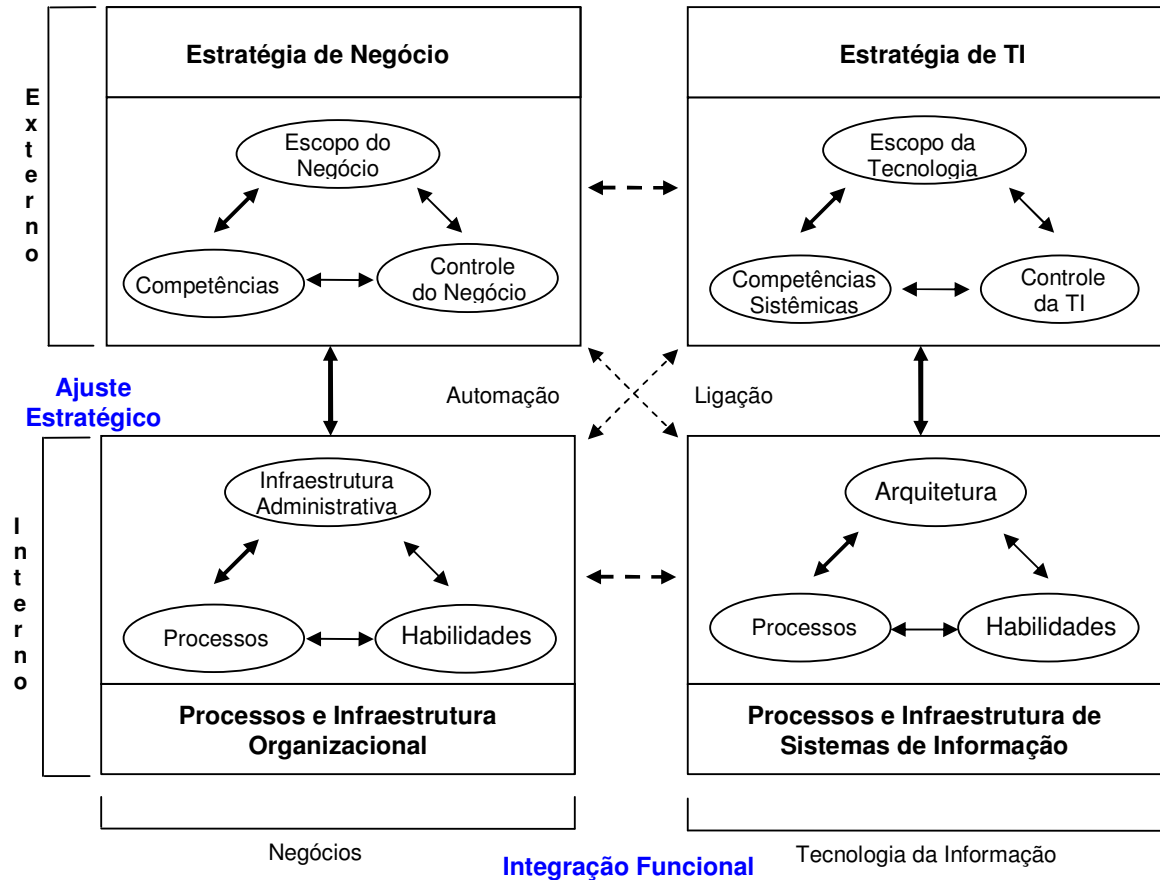 Estratégia de Negócio
Estratégia de TI
Externo
Escopo do
Negócio
Competências
Controle
do Negócio
Escopo da
Tecnologia
Competências
Sistêmicas
Controle
da TI
Ajuste
Estratégico
Automação
Ligação
Interno
Infraestrutura
Administrativa
Processos
Habilidades
Arquitetura
Processos
Habilidades
Processos e Infraestrutura
Organizacional
Processos e Infraestrutura de
Sistemas de Informação
Negócios
Integração Funcional
Tecnologia da Informação